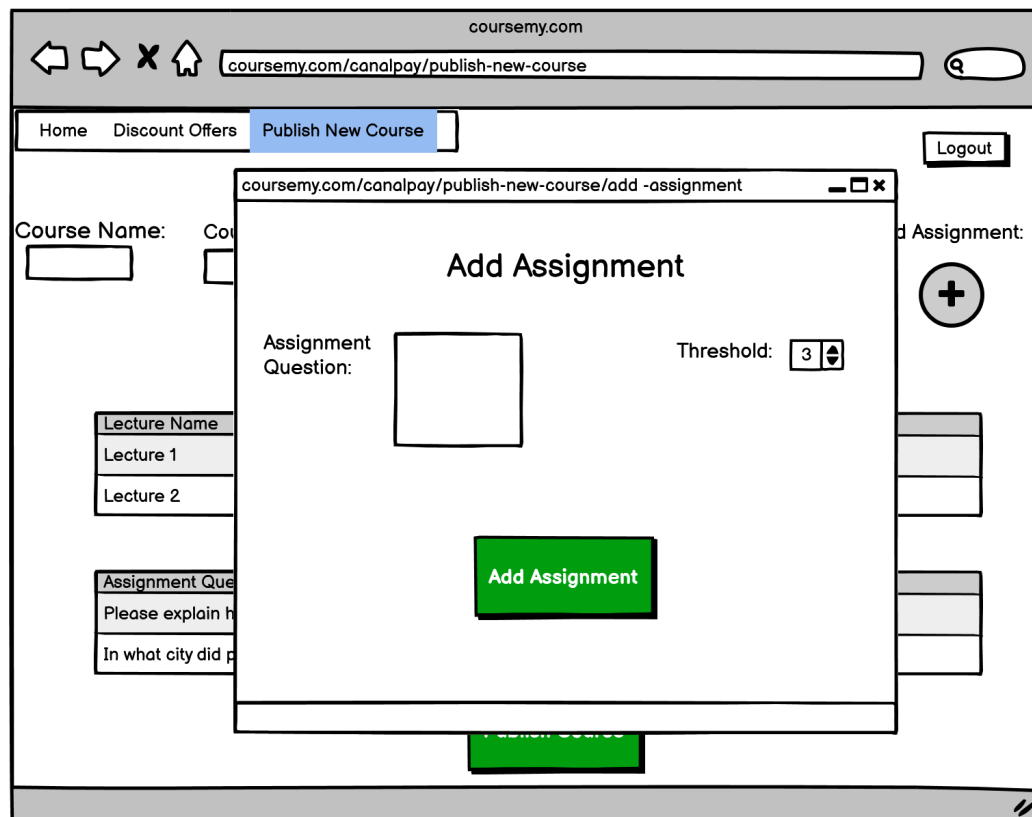 coursemy.com
coursemy.com/canalpay/publish-new-course
Home Discount Offers Publish New Course
Logout
coursemy.com/canalpay/publish-new-course/add -assignment
Course Name:
Assignment:
Add Assignment
Assignment
Question:
Threshold: 3
Lecture Name
Lecture 1
Lecture 2
Add Assignment
Assignment Que
Please explain h
In what city did p
Publish Course